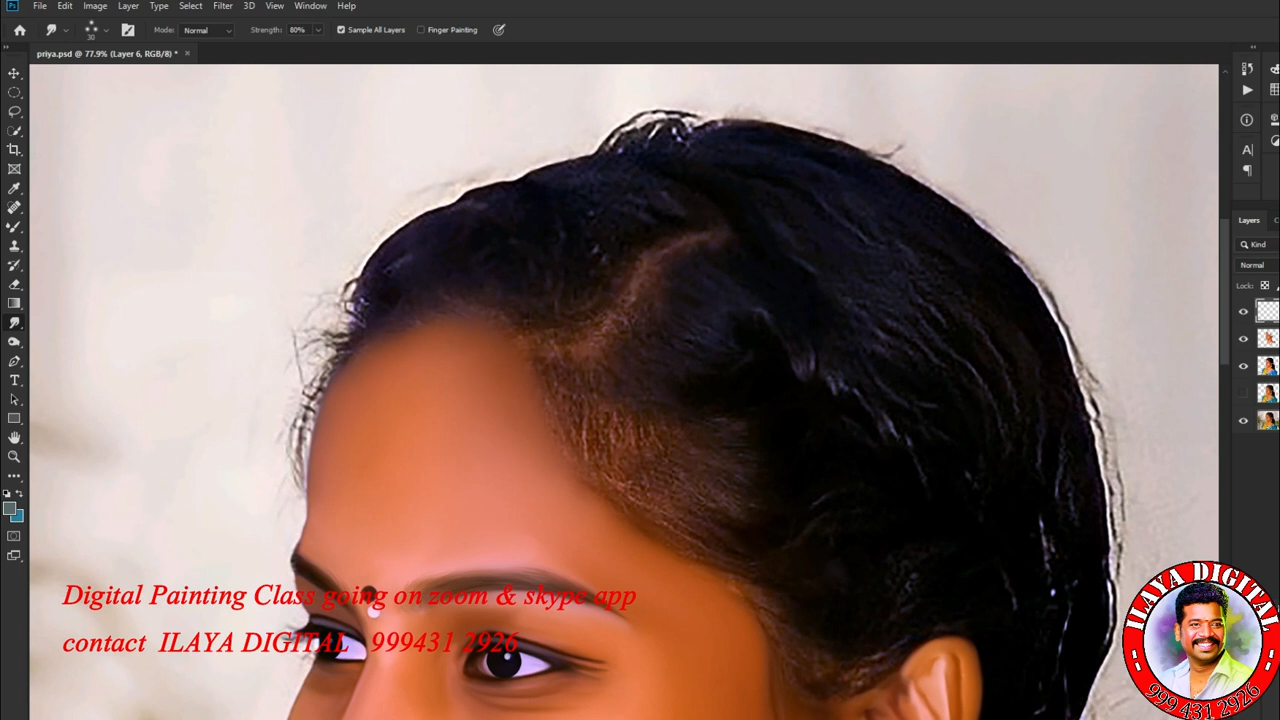 File Edit Image Layer Type Select Filter 3D View Window Help
30 Mode: Normal Strength: 80% Sample All Layers Finger Painting
priya.psd @ 77.9% (Layer 6, RGB/8) *
Layers
Kind
Normal
Lock:
Digital Painting Class going on zoom & skype app
contact ILAYA DIGITAL 999431 2926
ILAYA DIGITAL
999 431 2926